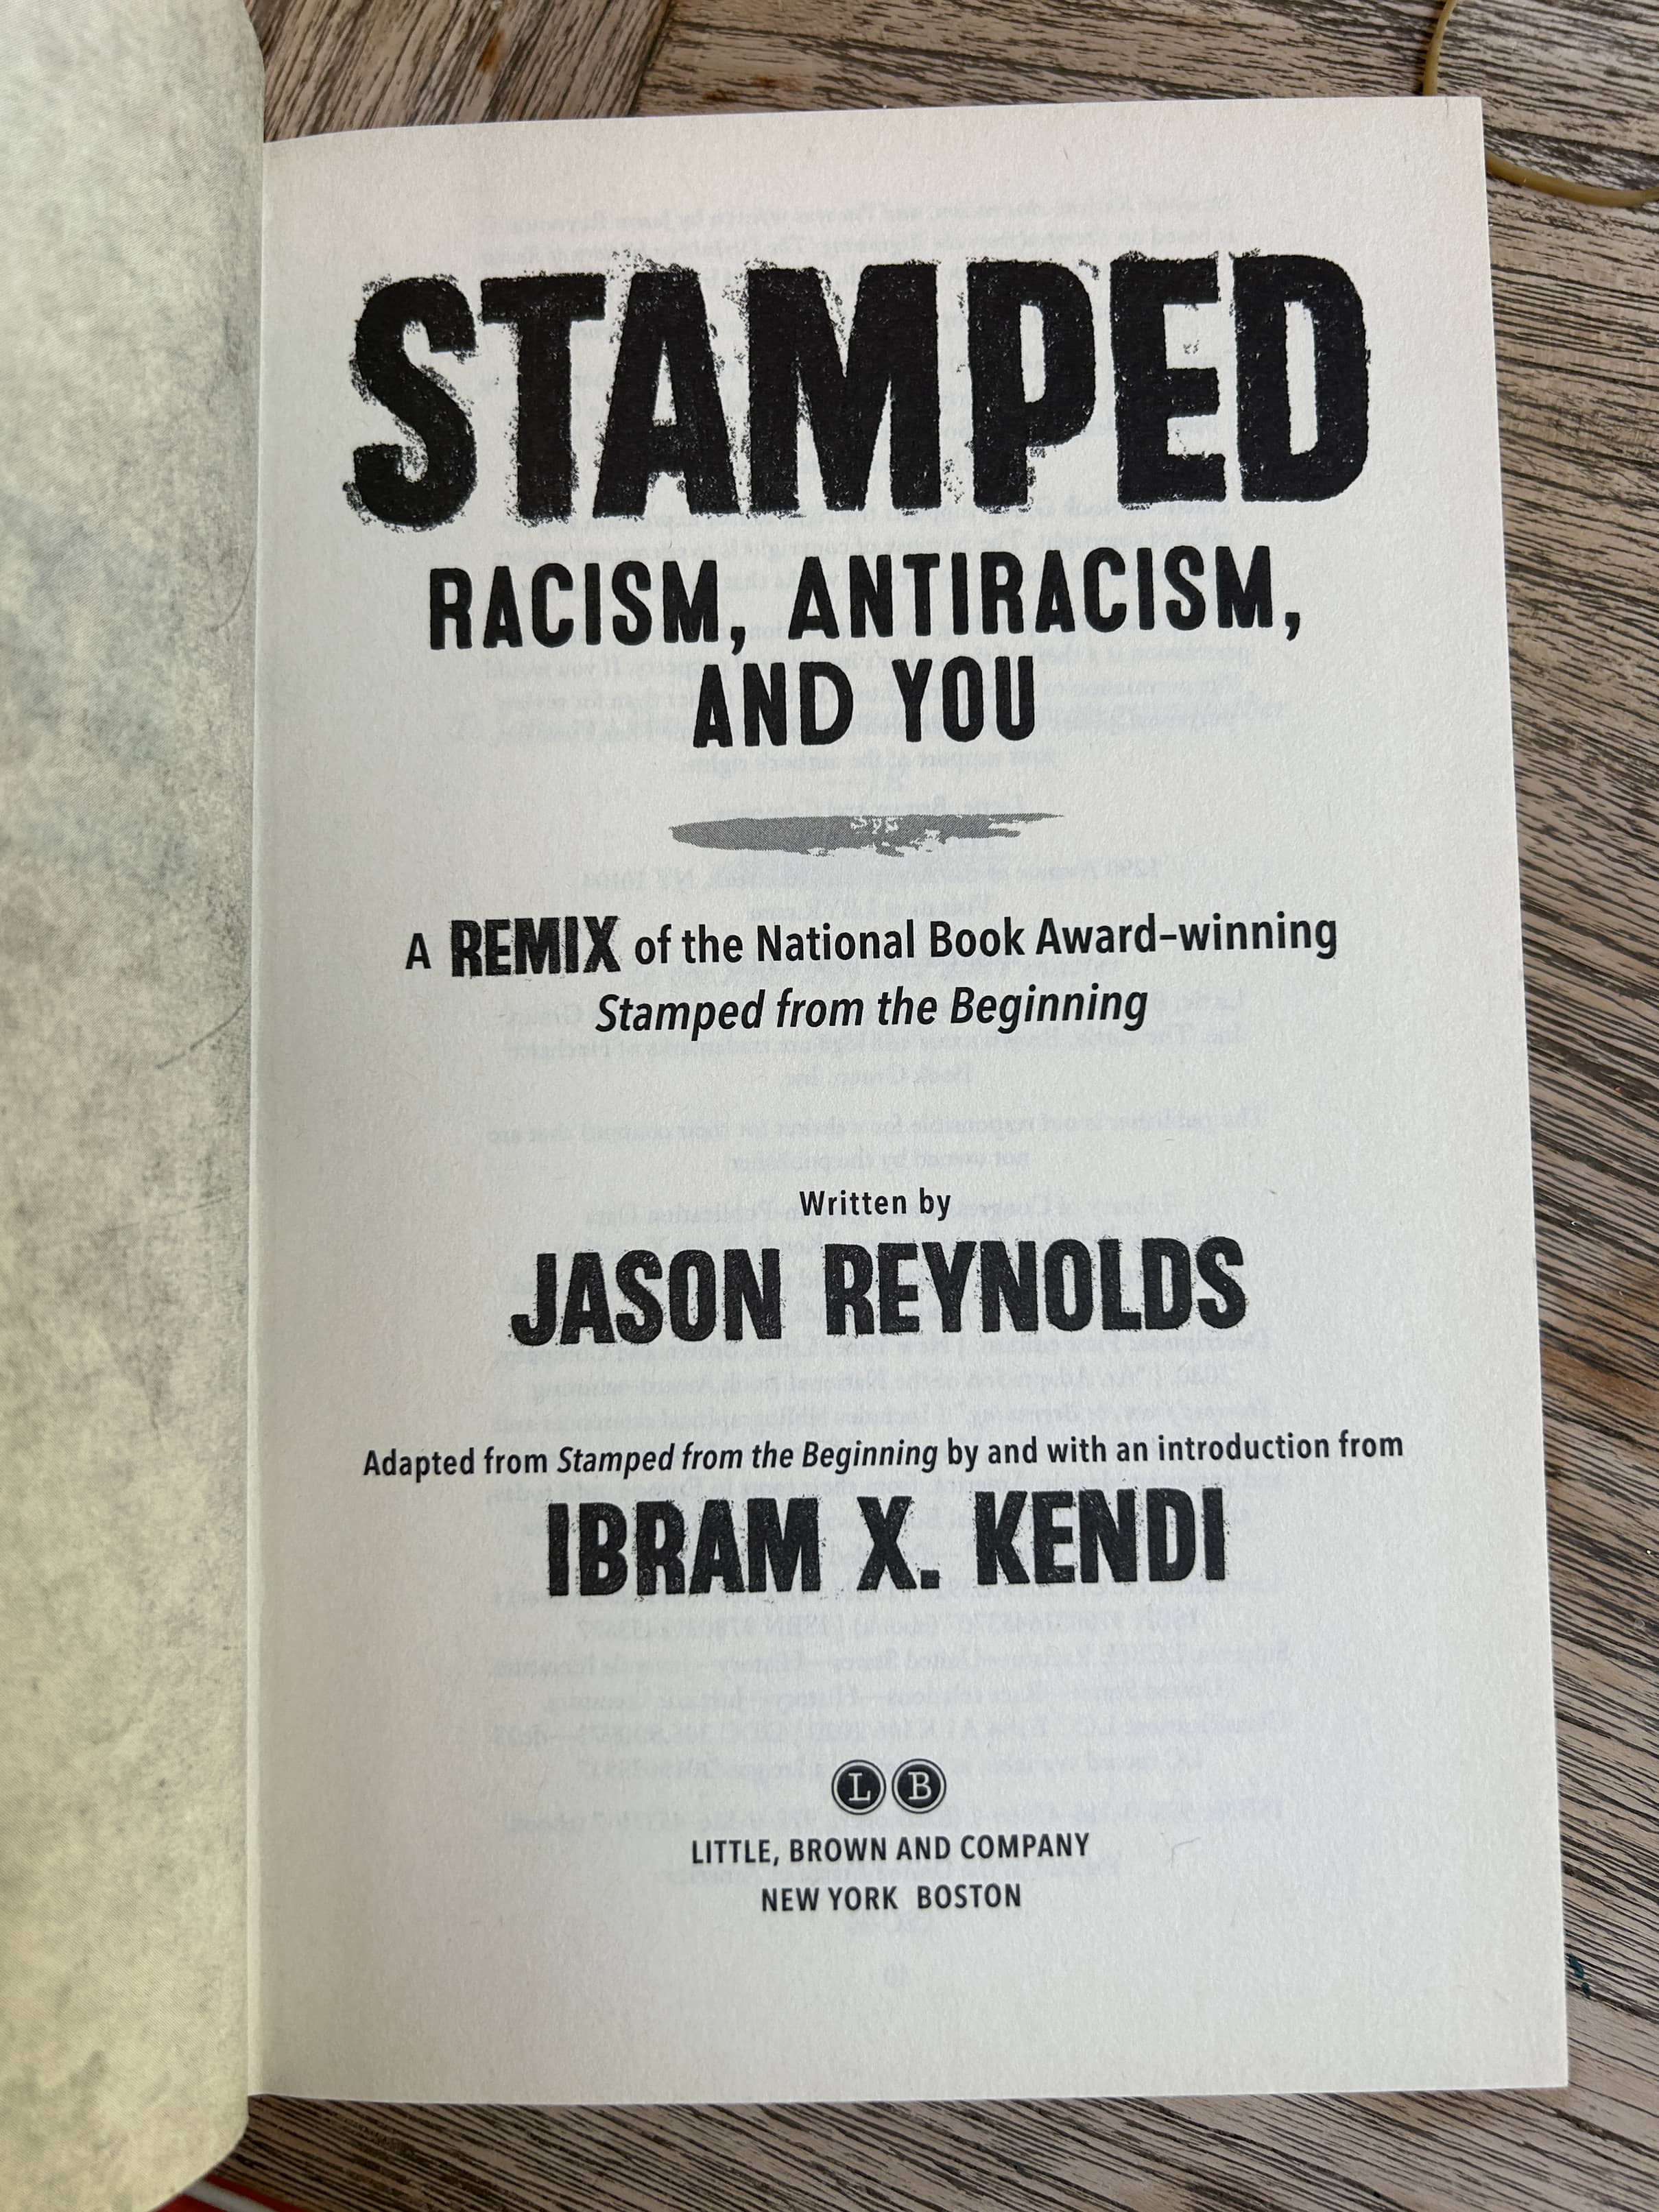 STAMPED
RACISM, ANTIRACISM,
AND YOU
A REMIX of the National Book Award–winning
Stamped from the Beginning
Written by
JASON REYNOLDS
Adapted from Stamped from the Beginning by and with an introduction from
IBRAM X. KENDI
L B
LITTLE, BROWN AND COMPANY
NEW YORK BOSTON